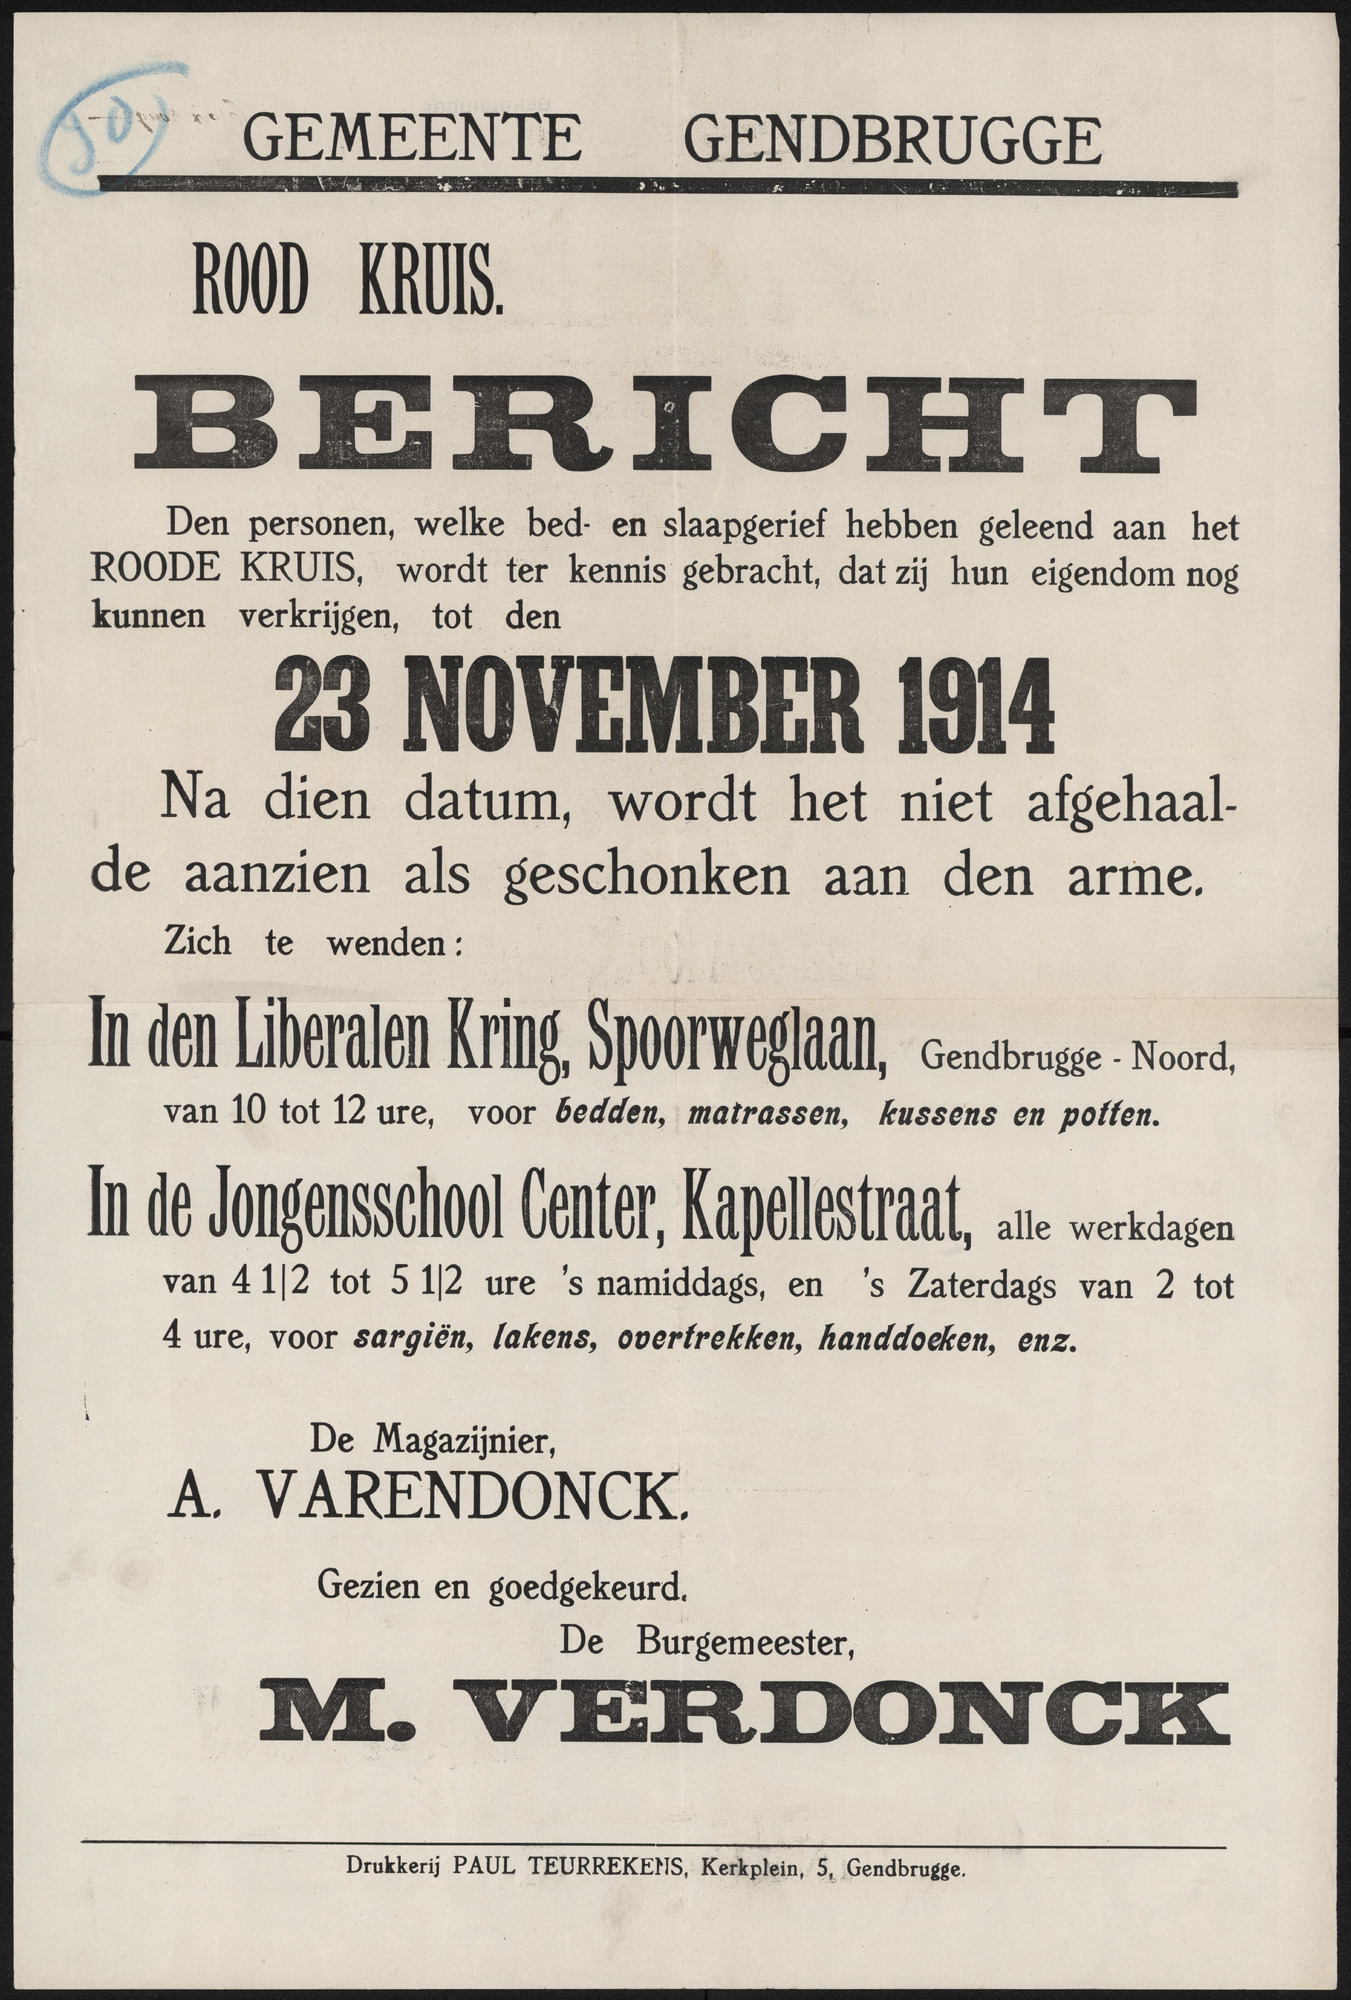 GEMEENTE GENDBRUGGE
ROOD KRUIS.
BERICHT
Den personen, welke bed- en slaapgerief hebben geleend aan het
ROODE KRUIS, wordt ter kennis gebracht, dat zij hun eigendom nog
kunnen verkrijgen, tot den
23 NOVEMBER 1914
Na dien datum, wordt het niet afgehaal-
de aanzien als geschonken aan den arme.
Zich te wenden:
In den Liberalen Kring, Spoorweglaan, Gendbrugge - Noord,
van 10 tot 12 ure, voor bedden, matrassen, kussens en potten.
In de Jongensschool Center, Kapellestraat, alle werkdagen
van 4 1|2 tot 5 1|2 ure 's namiddags, en 's Zaterdags van 2 tot
4 ure, voor sargiën, lakens, overtrekken, handdoeken, enz.
De Magazijnier,
A. VARENDONCK.
Gezien en goedgekeurd.
De Burgemeester,
M. VERDONCK
Drukkerij PAUL TEURREKENS, Kerkplein, 5, Gendbrugge.